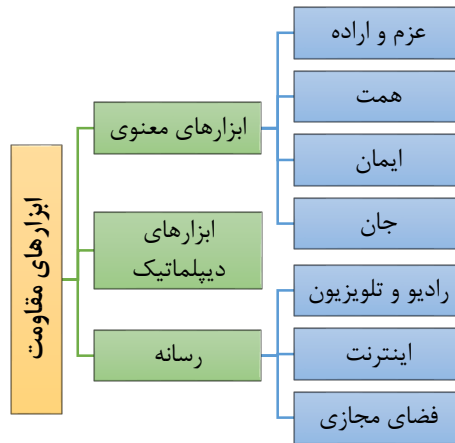 ابزارهای مقاومت
ابزارهای معنوی
عزم و اراده
همت
ایمان
جان
ابزارهای
دیپلماتیک
رسانه
رادیو و تلویزیون
اینترنت
فضای مجازی